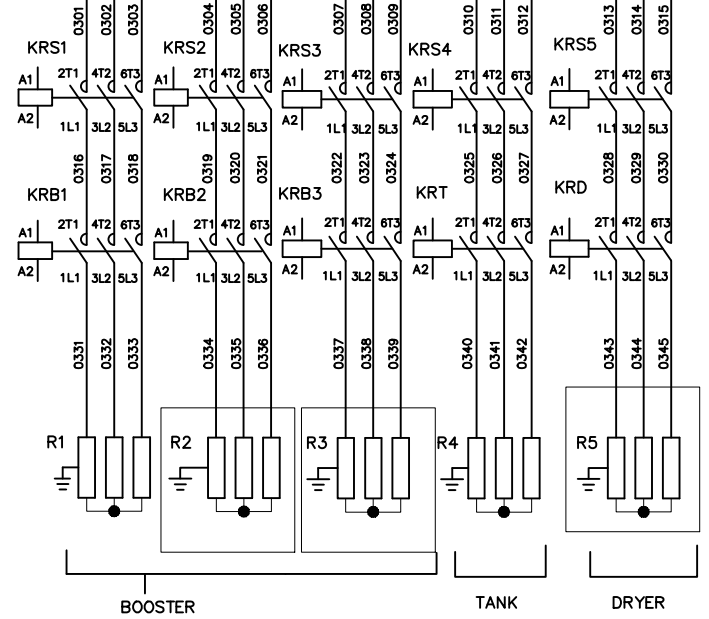 0301 0302 0303 0304 0305 0306 0307 0308 0309 0310 0311 0312 0313 0314 0315
KRS1 KRS2 KRS3 KRS4 KRS5
A1 2T1 4T2 6T3 A1 2T1 4T2 6T3 A1 2T1 4T2 6T3 A1 2T1 4T2 6T3 A1 2T1 4T2 6T3
A2 1L1 3L2 5L3 A2 1L1 3L2 5L3 A2 1L1 3L2 5L3 A2 1L1 3L2 5L3 A2 1L1 3L2 5L3
0316 0317 0318 0319 0320 0321 0322 0323 0324 0325 0326 0327 0328 0329 0330
KRB1 KRB2 KRB3 KRT KRD
A1 2T1 4T2 6T3 A1 2T1 4T2 6T3 A1 2T1 4T2 6T3 A1 2T1 4T2 6T3 A1 2T1 4T2 6T3
A2 1L1 3L2 5L3 A2 1L1 3L2 5L3 A2 1L1 3L2 5L3 A2 1L1 3L2 5L3 A2 1L1 3L2 5L3
0331 0332 0333 0334 0335 0336 0337 0338 0339 0340 0341 0342 0343 0344 0345
R1 R2 R3 R4 R5
BOOSTER TANK DRYER